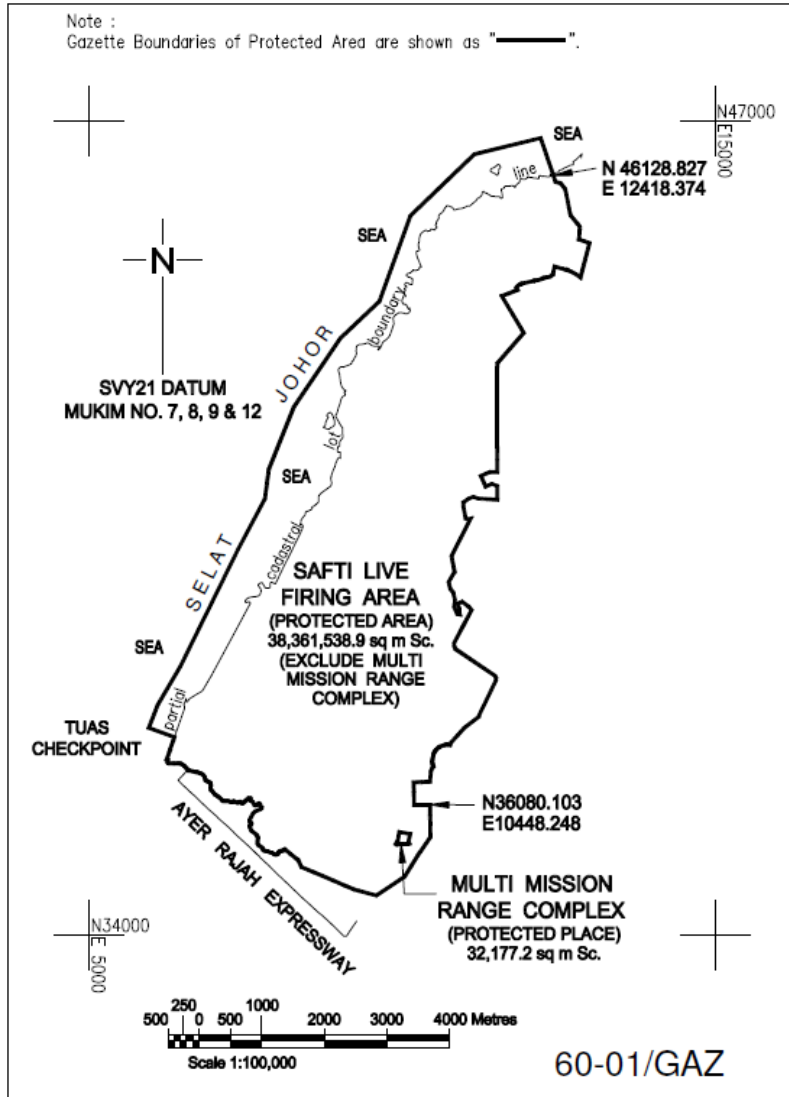 Note :
Gazette Boundaries of Protected Area are shown as "━━━━".
N47000
E15000
SEA
N 46128.827
E 12418.374
line
SEA
N
boundary
JOHOR
SVY21 DATUM
MUKIM NO. 7, 8, 9 & 12
lot
SEA
cadastral
SELAT
SAFTI LIVE
FIRING AREA
(PROTECTED AREA)
38,361,538.9 sq m Sc.
(EXCLUDE MULTI
MISSION RANGE
COMPLEX)
SEA
partial
TUAS
CHECKPOINT
N36080.103
E10448.248
AYER RAJAH EXPRESSWAY
MULTI MISSION
RANGE COMPLEX
(PROTECTED PLACE)
32,177.2 sq m Sc.
N34000
E 5000
500 250 0 500 1000 2000 3000 4000 Metres
Scale 1:100,000
60-01/GAZ